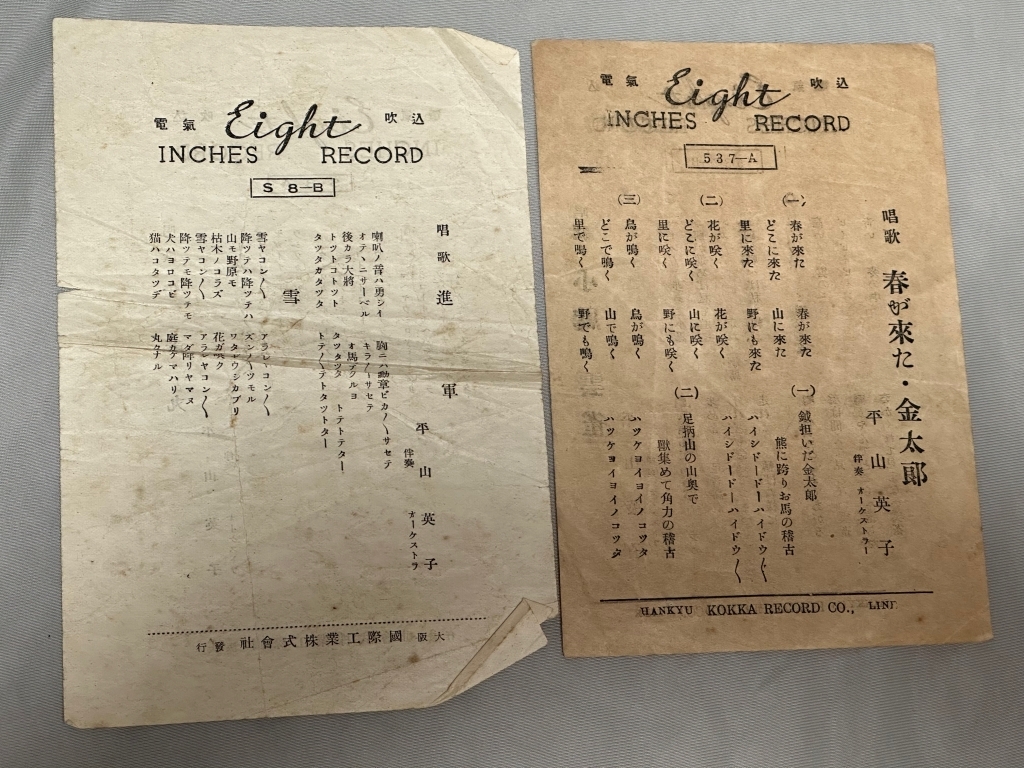 電氣 Eight 吹込
INCHES RECORD
S 8—B
唱歌 進軍
平山英子
伴奏 オーケストラ
喇叭ノ音ハ勇シイ 胸ニハ勳章ピカ〳〵サセテ
オテヽニサーベル キラ〳〵サセテ
後カラ大將 オ馬デクルヨ
トツトコトツト タツタツタ トテトテター
タツタカタツタ トテノテトタツトター
雪
雪ヤコン〳〵 アラレヤコン〳〵
降ツテハ降ツテハ ズン〳〵ツモル
山モ野原モ ワタボウシカブリ
枯木ノコラズ 花ガサク
雪ヤコン〳〵 アラレヤコン〳〵
降ツテモ降ツテモ マダ降リヤマヌ
犬ハヨロコビ 庭カケマハリ
猫ハコタツデ 丸クナル
大阪 國際工業株式會社 發行
電氣 Eight 吹込
INCHES RECORD
537—A
唱歌 春が來た・金太郎
平山英子
伴奏 オーケストラー
(一) 春が來た 春が來た
どこに來た 山に來た
里に來た 野にも來た
(二) 花が咲く 花が咲く
どこに咲く 山に咲く
里に咲く 野にも咲く
(三) 鳥が鳴く 鳥が鳴く
どこで鳴く 山で鳴く
里で鳴く 野でも鳴く
(一) 鉞担いだ金太郎
熊に跨りお馬の稽古
ハイシドードーハイドウ〳〵
ハイシドードーハイドウ〳〵
(二) 足柄山の山奥で
獸集めて角力の稽古
ハツケヨイヨイノコツタ
ハツケヨイヨイノコツタ
HANKYU KOKKA RECORD CO., LINE